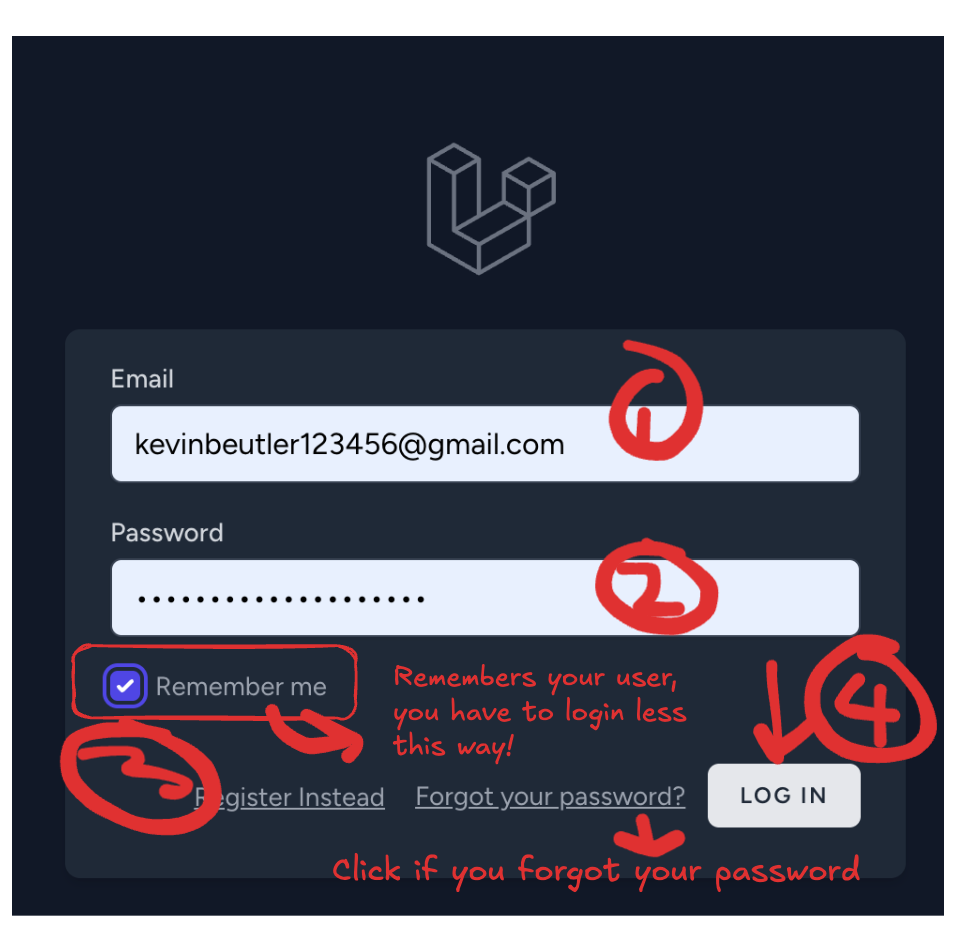 Email
1
kevinbeutler123456@gmail.com
Password
2
Remember me
Remembers your user,
you have to login less
this way!
4
3
Register Instead
Forgot your password?
LOG IN
Click if you forgot your password